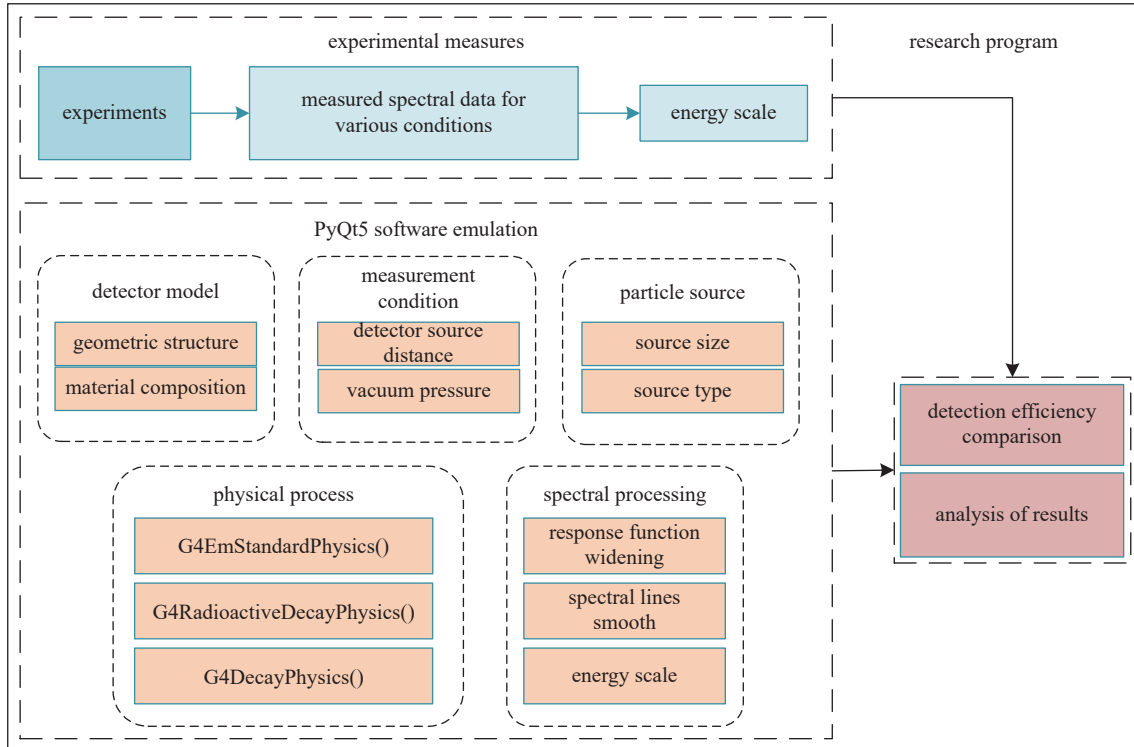 experimental measures
research program
experiments
measured spectral data for
various conditions
energy scale
PyQt5 software emulation
detector model
geometric structure
material composition
measurement
condition
detector source
distance
vacuum pressure
particle source
source size
source type
detection efficiency
comparison
analysis of results
physical process
G4EmStandardPhysics()
G4RadioactiveDecayPhysics()
G4DecayPhysics()
spectral processing
response function
widening
spectral lines
smooth
energy scale